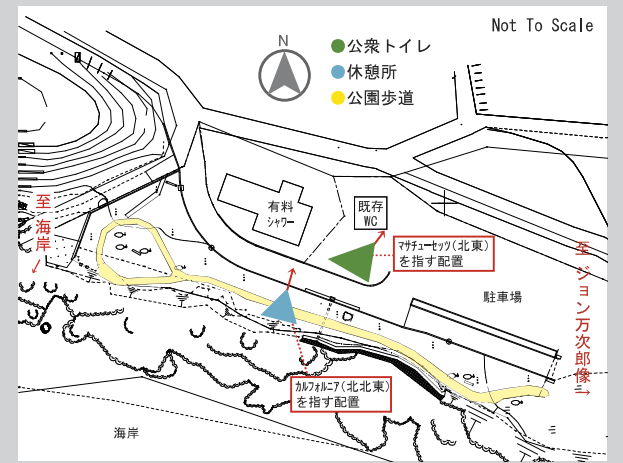 Not To Scale
N
公衆トイレ
休憩所
公園歩道
至 海岸 ←
有料
シャワー
既存
WC
マサチューセッツ(北東)
を指す配置
至 ジョン万次郎像→
駐車場
カルフォルニア(北北東)
を指す配置
海岸